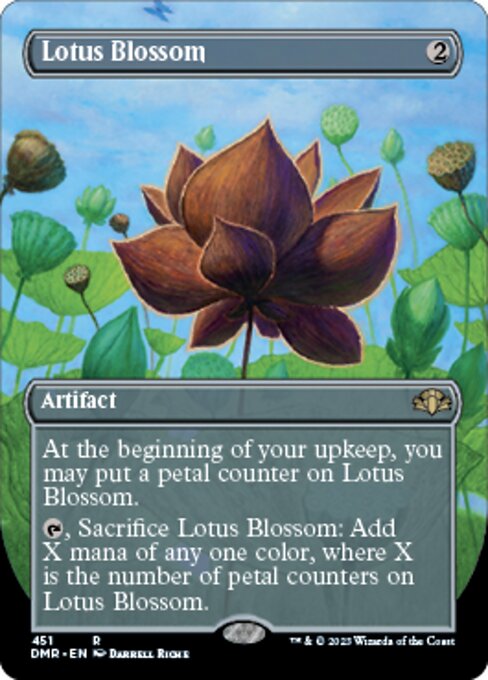 Lotus Blossom 2
Artifact
At the beginning of your upkeep, you
may put a petal counter on Lotus
Blossom.
, Sacrifice Lotus Blossom: Add
X mana of any one color, where X
is the number of petal counters on
Lotus Blossom.
451 R
DMR • EN Darrell Riche
™ & © 2023 Wizards of the Coast